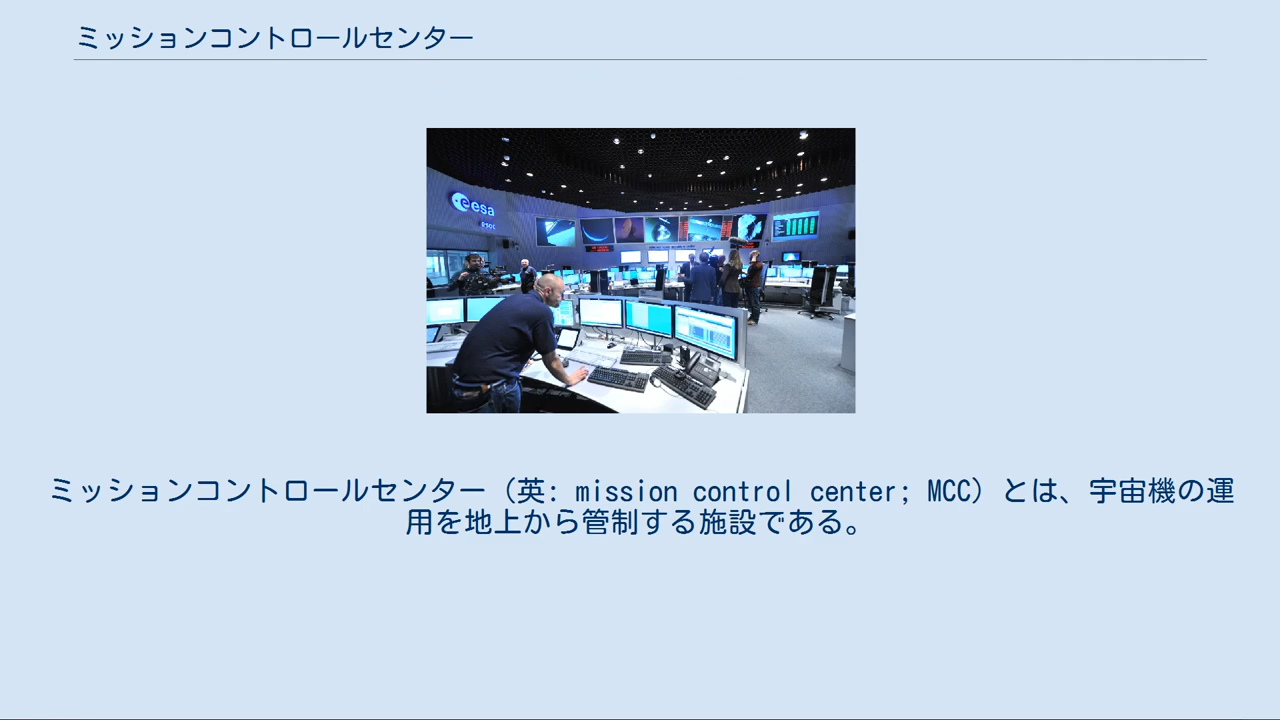 ミッションコントロールセンター
esa
esoc
ミッションコントロールセンター（英: mission control center; MCC）とは、宇宙機の運
用を地上から管制する施設である。